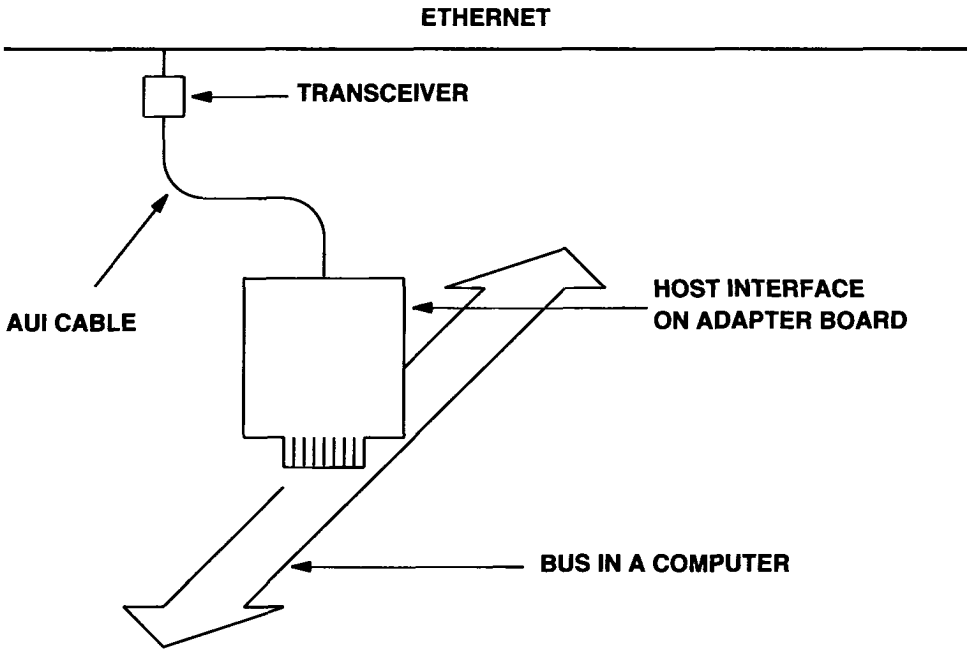 ETHERNET
TRANSCEIVER
AUI CABLE
HOST INTERFACE
ON ADAPTER BOARD
BUS IN A COMPUTER